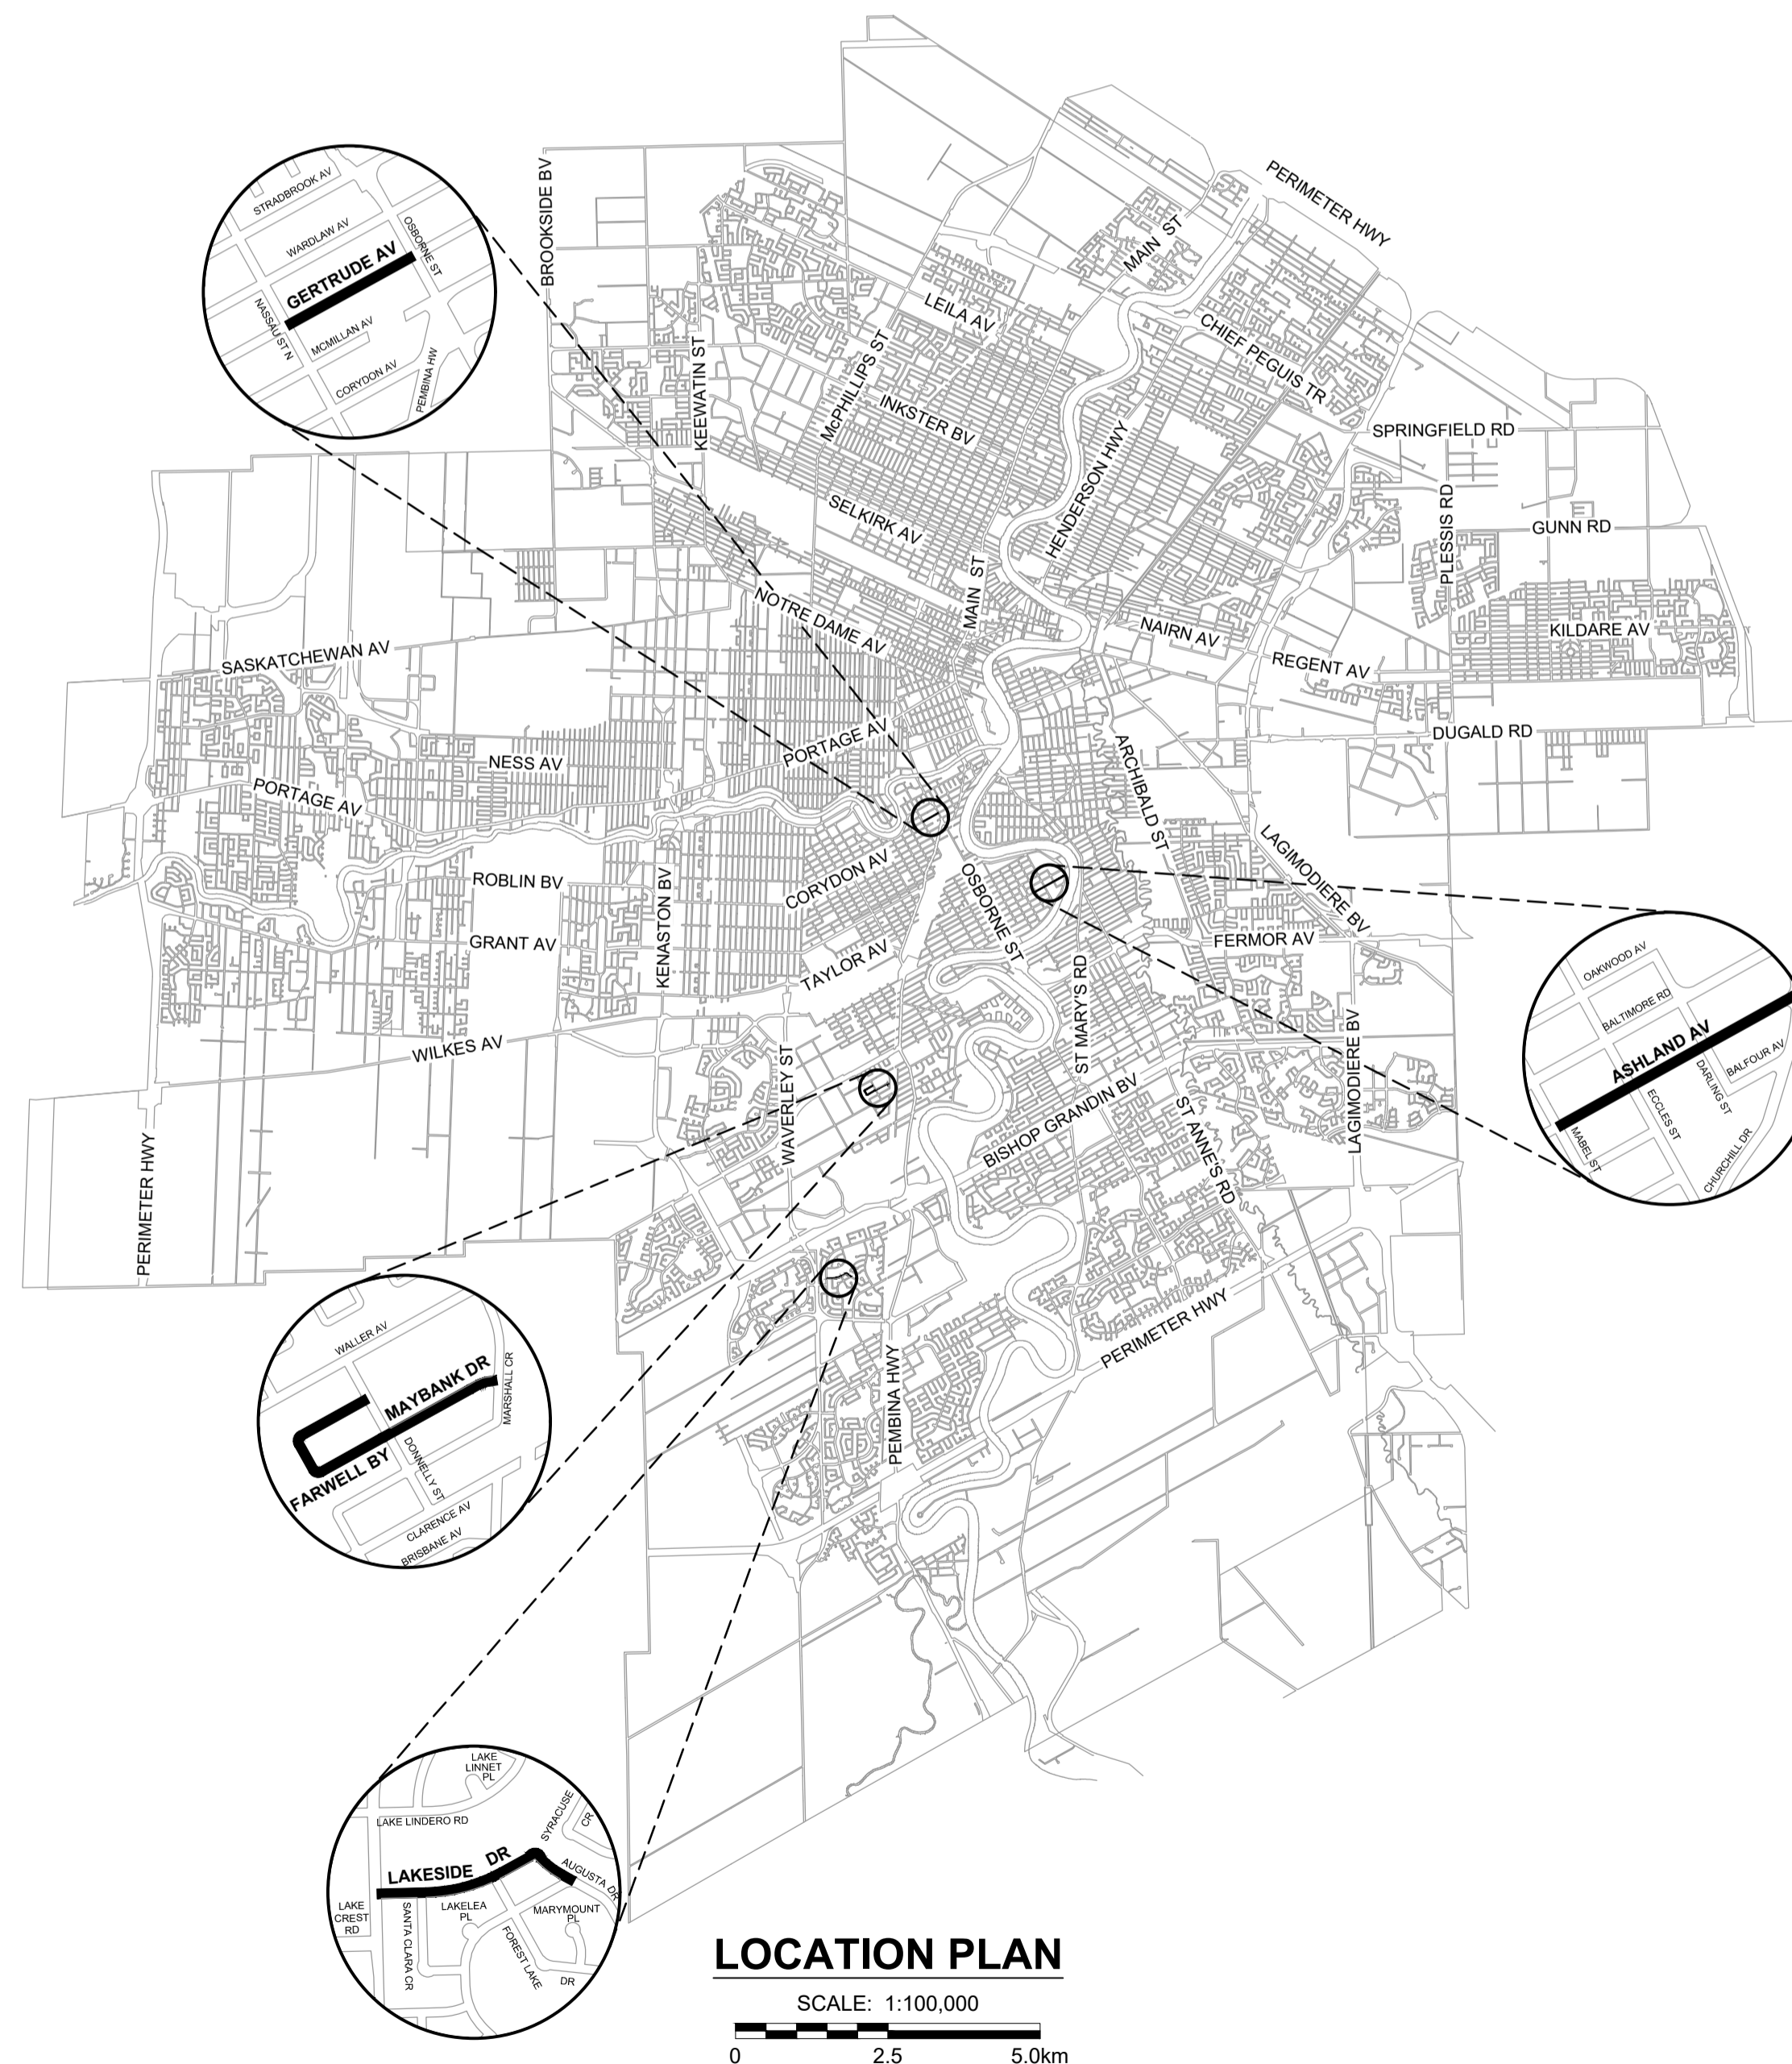 PERIMETER HWY
BROOKSIDE BV
MAIN ST
STRADBROOK AV
WARDLAW AV
OSBORNE ST
GERTRUDE AV
NASSAU ST N
MCMILLAN AV
CORYDON AV
PEMBINA HW
LEILA AV
KEEWATIN ST
McPHILLIPS ST
CHIEF PEGUIS TR
INKSTER BV
HENDERSON HWY
SPRINGFIELD RD
SELKIRK AV
PLESSIS RD
GUNN RD
MAIN ST
NOTRE DAME AV
NAIRN AV
KILDARE AV
SASKATCHEWAN AV
REGENT AV
PORTAGE AV
DUGALD RD
NESS AV
ARCHIBALD ST
PORTAGE AV
LAGIMODIERE BV
ROBLIN BV
KENASTON BV
CORYDON AV
OSBORNE ST
GRANT AV
TAYLOR AV
FERMOR AV
ST MARY'S RD
OAKWOOD AV
BALTIMORE RD
ASHLAND AV
BALFOUR AV
DARLING ST
ECCLES ST
MABEL ST
CHURCHILL DR
WILKES AV
WAVERLEY ST
LAGIMODIERE BV
BISHOP GRANDIN BV
ST ANNE'S RD
PERIMETER HWY
PERIMETER HWY
PEMBINA HWY
WALLER AV
MAYBANK DR
MARSHALL CR
FARWELL BY
DONNELLY ST
CLARENCE AV
BRISBANE AV
LAKE
LINNET
PL
LAKE LINDERO RD
SYRACUSE
CR
LAKESIDE DR
AUGUSTA DR
LAKE
CREST
RD
SANTA CLARA CR
LAKELEA
PL
MARYMOUNT
PL
FOREST LAKE
DR
LOCATION PLAN
SCALE: 1:100,000
0 2.5 5.0km